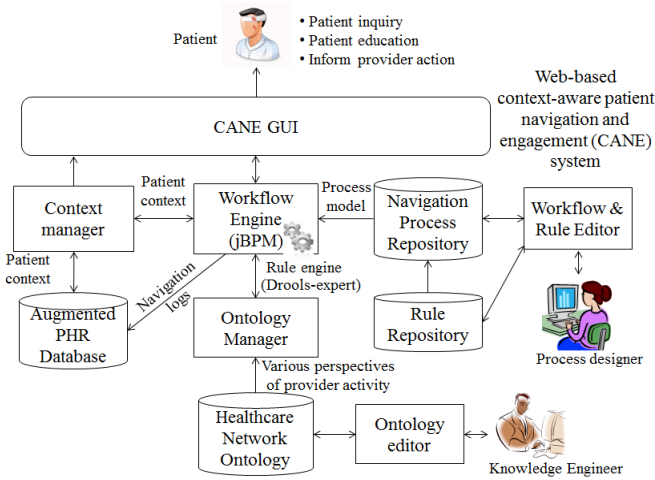 Patient
• Patient inquiry
• Patient education
• Inform provider action
Web-based
context-aware patient
navigation and
engagement (CANE)
system
CANE GUI
Context
manager
Patient
context
Workflow
Engine
(jBPM)
Process
model
Navigation
Process
Repository
Workflow &
Rule Editor
Patient
context
Navigation
logs
Rule engine
(Drools-expert)
Augmented
PHR
Database
Ontology
Manager
Rule
Repository
Process designer
Various perspectives
of provider activity
Healthcare
Network
Ontology
Ontology
editor
Knowledge Engineer